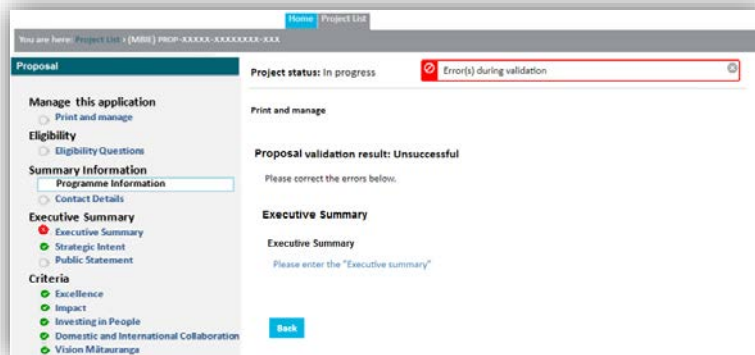 Home Project List
You are here: Project List › (MBIE) PROP-XXXXX-XXXXXXXX-XXX
Proposal
Project status: In progress
Error(s) during validation
Manage this application
Print and manage
Eligibility
Eligibility Questions
Summary Information
Programme Information
Contact Details
Executive Summary
Executive Summary
Strategic Intent
Public Statement
Criteria
Excellence
Impact
Investing in People
Domestic and International Collaboration
Vision Mātauranga
Print and manage
Proposal validation result: Unsuccessful
Please correct the errors below.
Executive Summary
Executive Summary
Please enter the "Executive summary"
Back